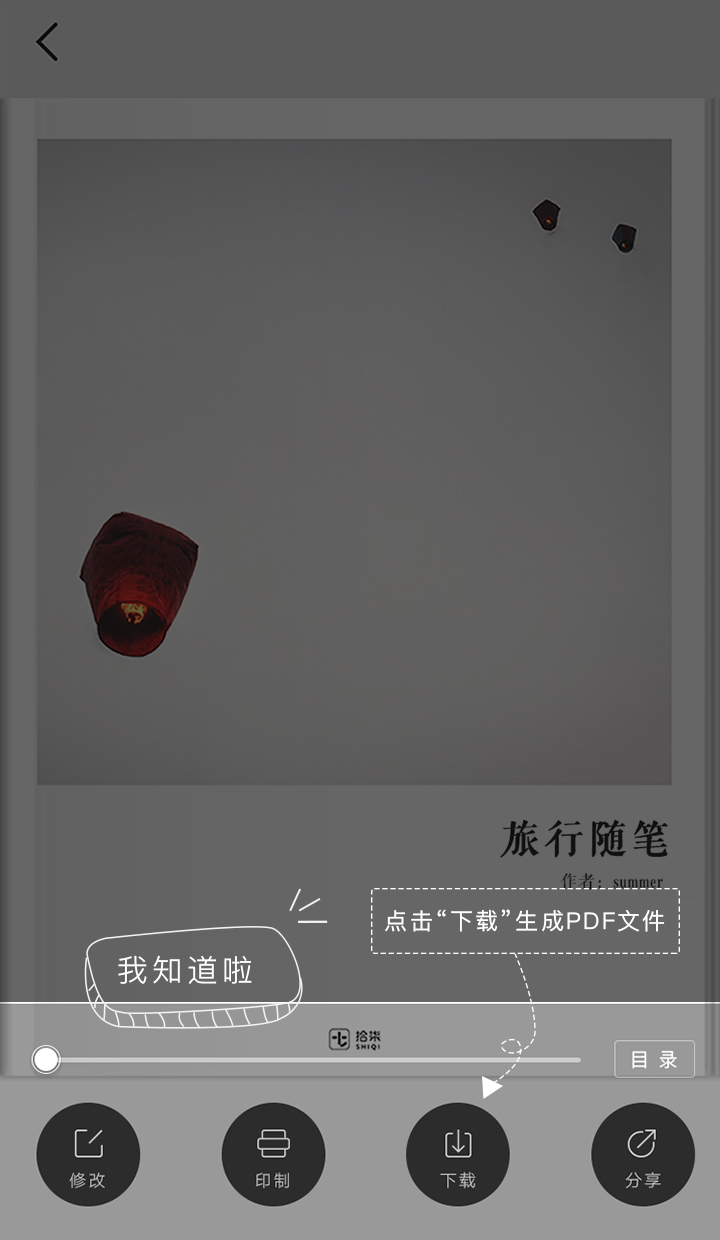 旅行随笔
作者：summer
点击“下载”生成PDF文件
我知道啦
拾柒
SHIQI
目录
修改
印制
下载
分享